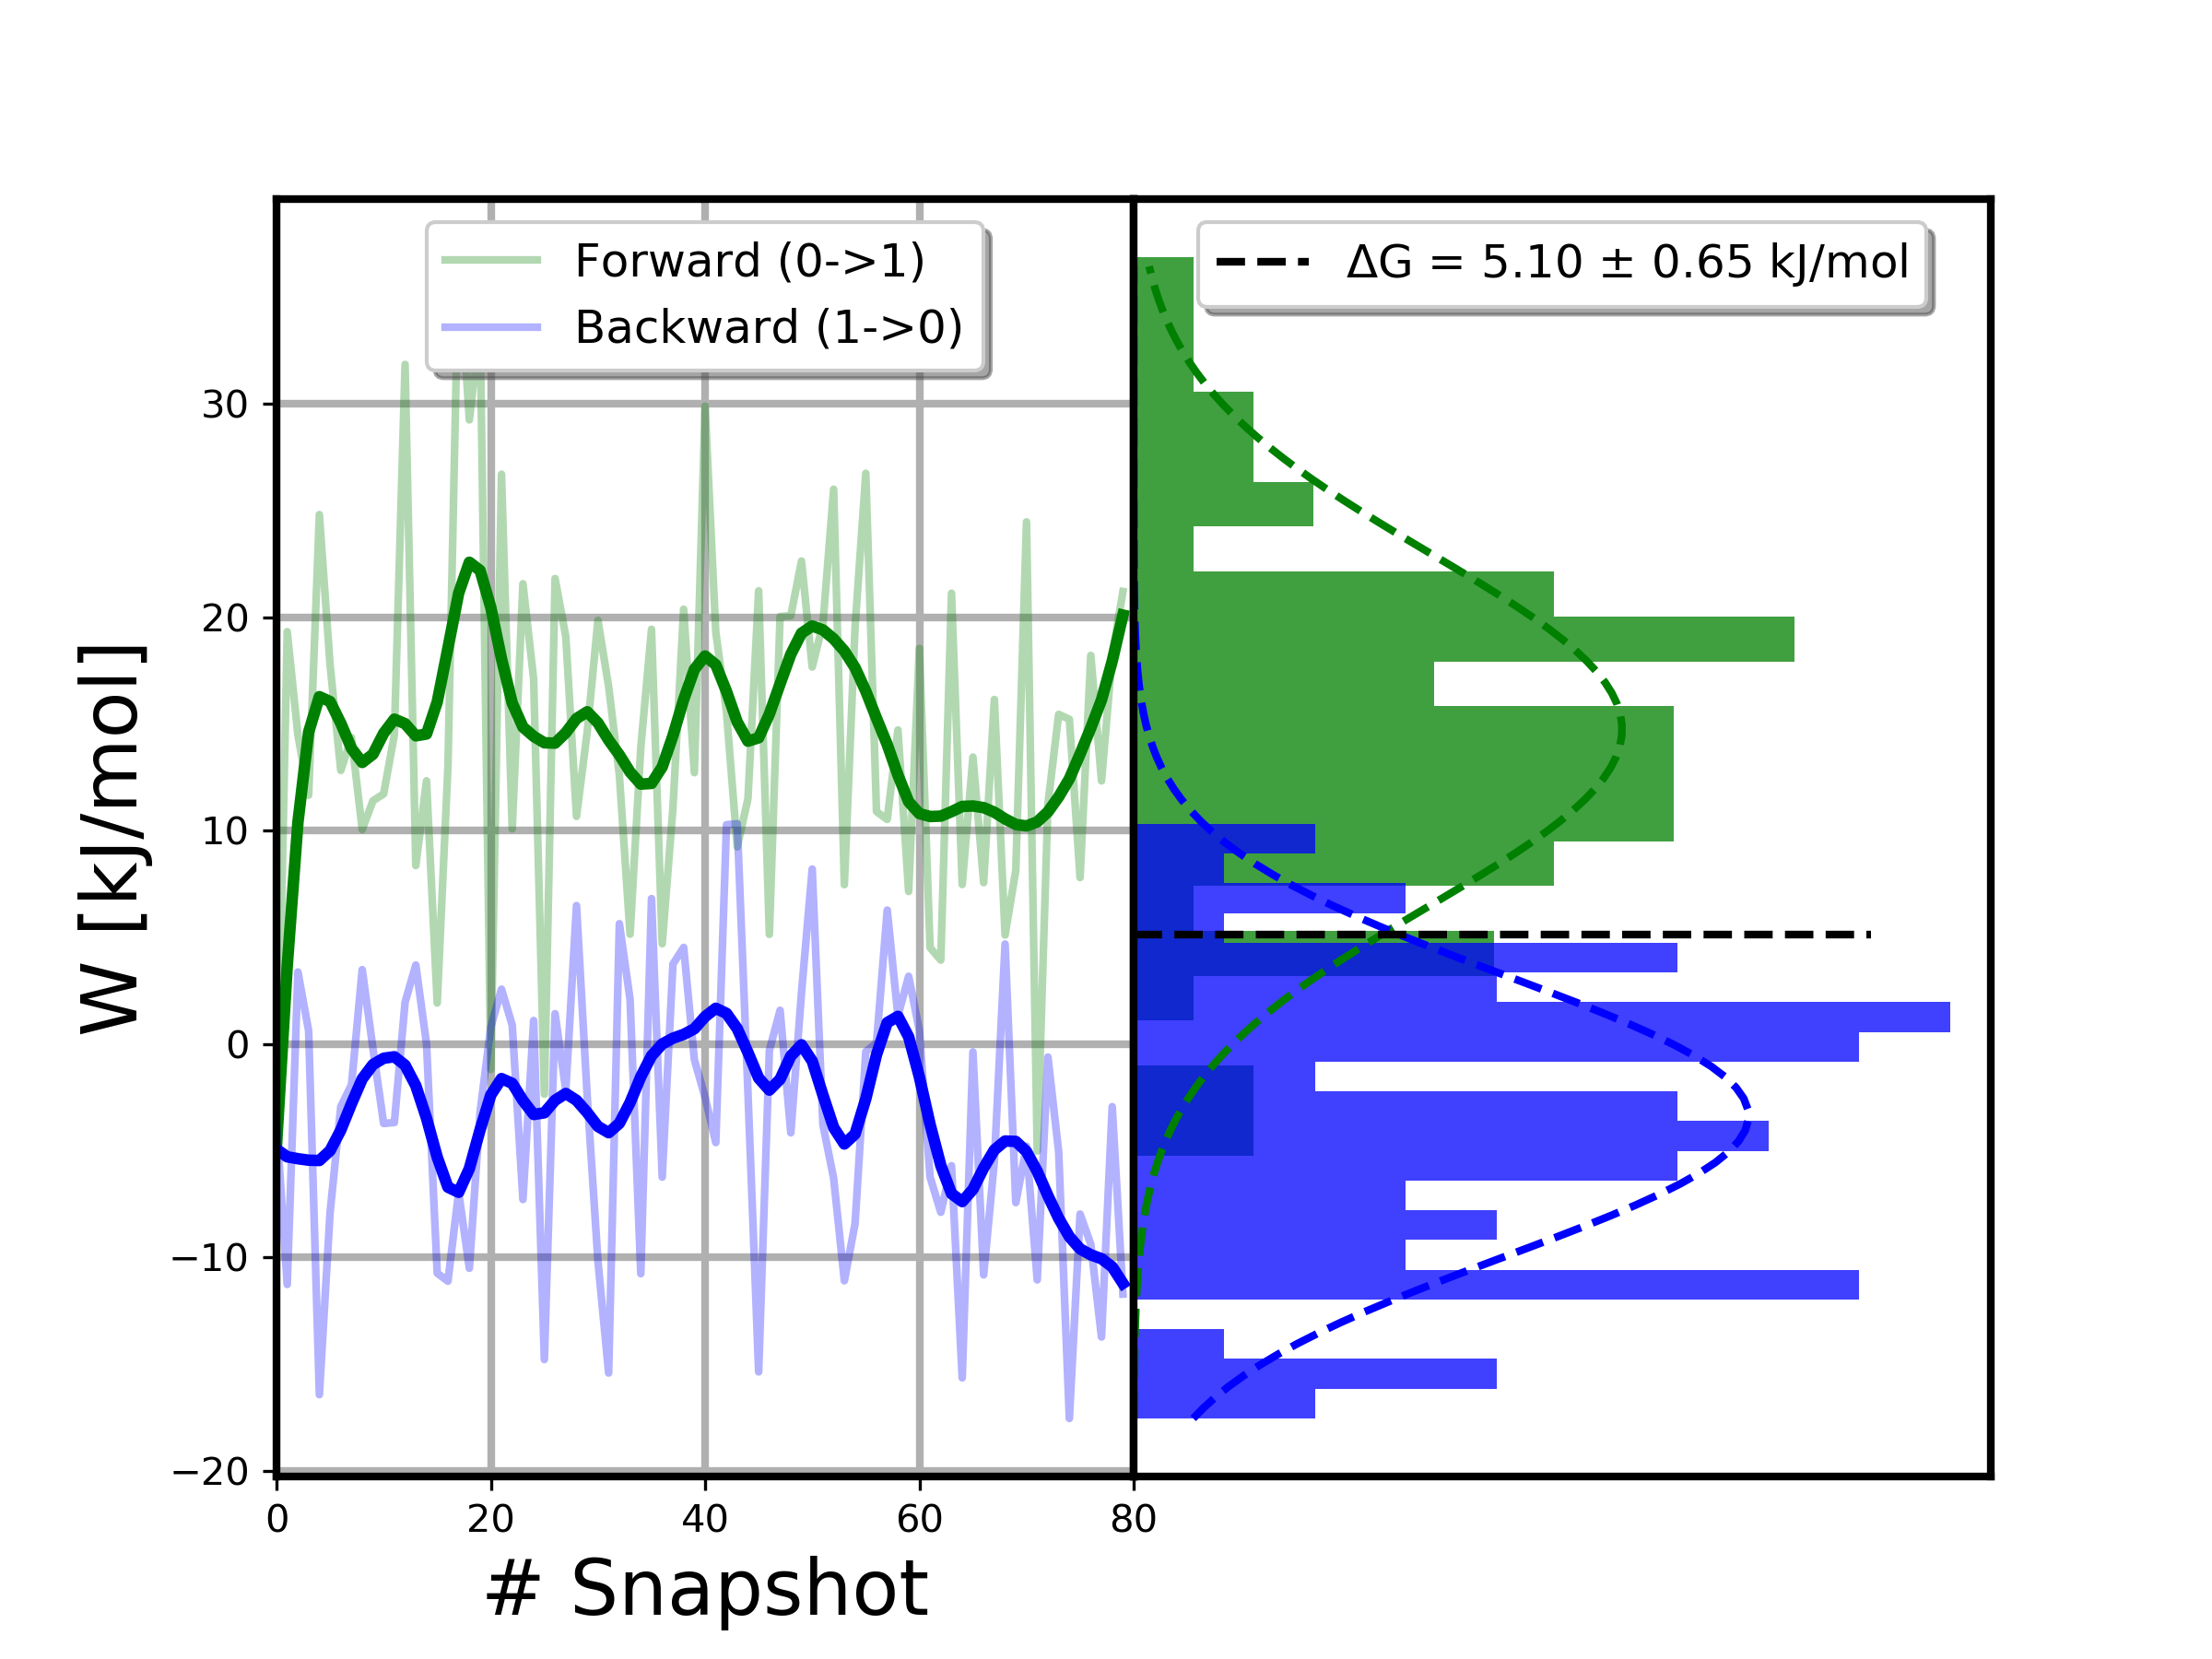 Forward (0->1)
Backward (1->0)
ΔG = 5.10 ± 0.65 kJ/mol
W [kJ/mol]
30
20
10
0
−10
−20
0 20 40 60 80
# Snapshot